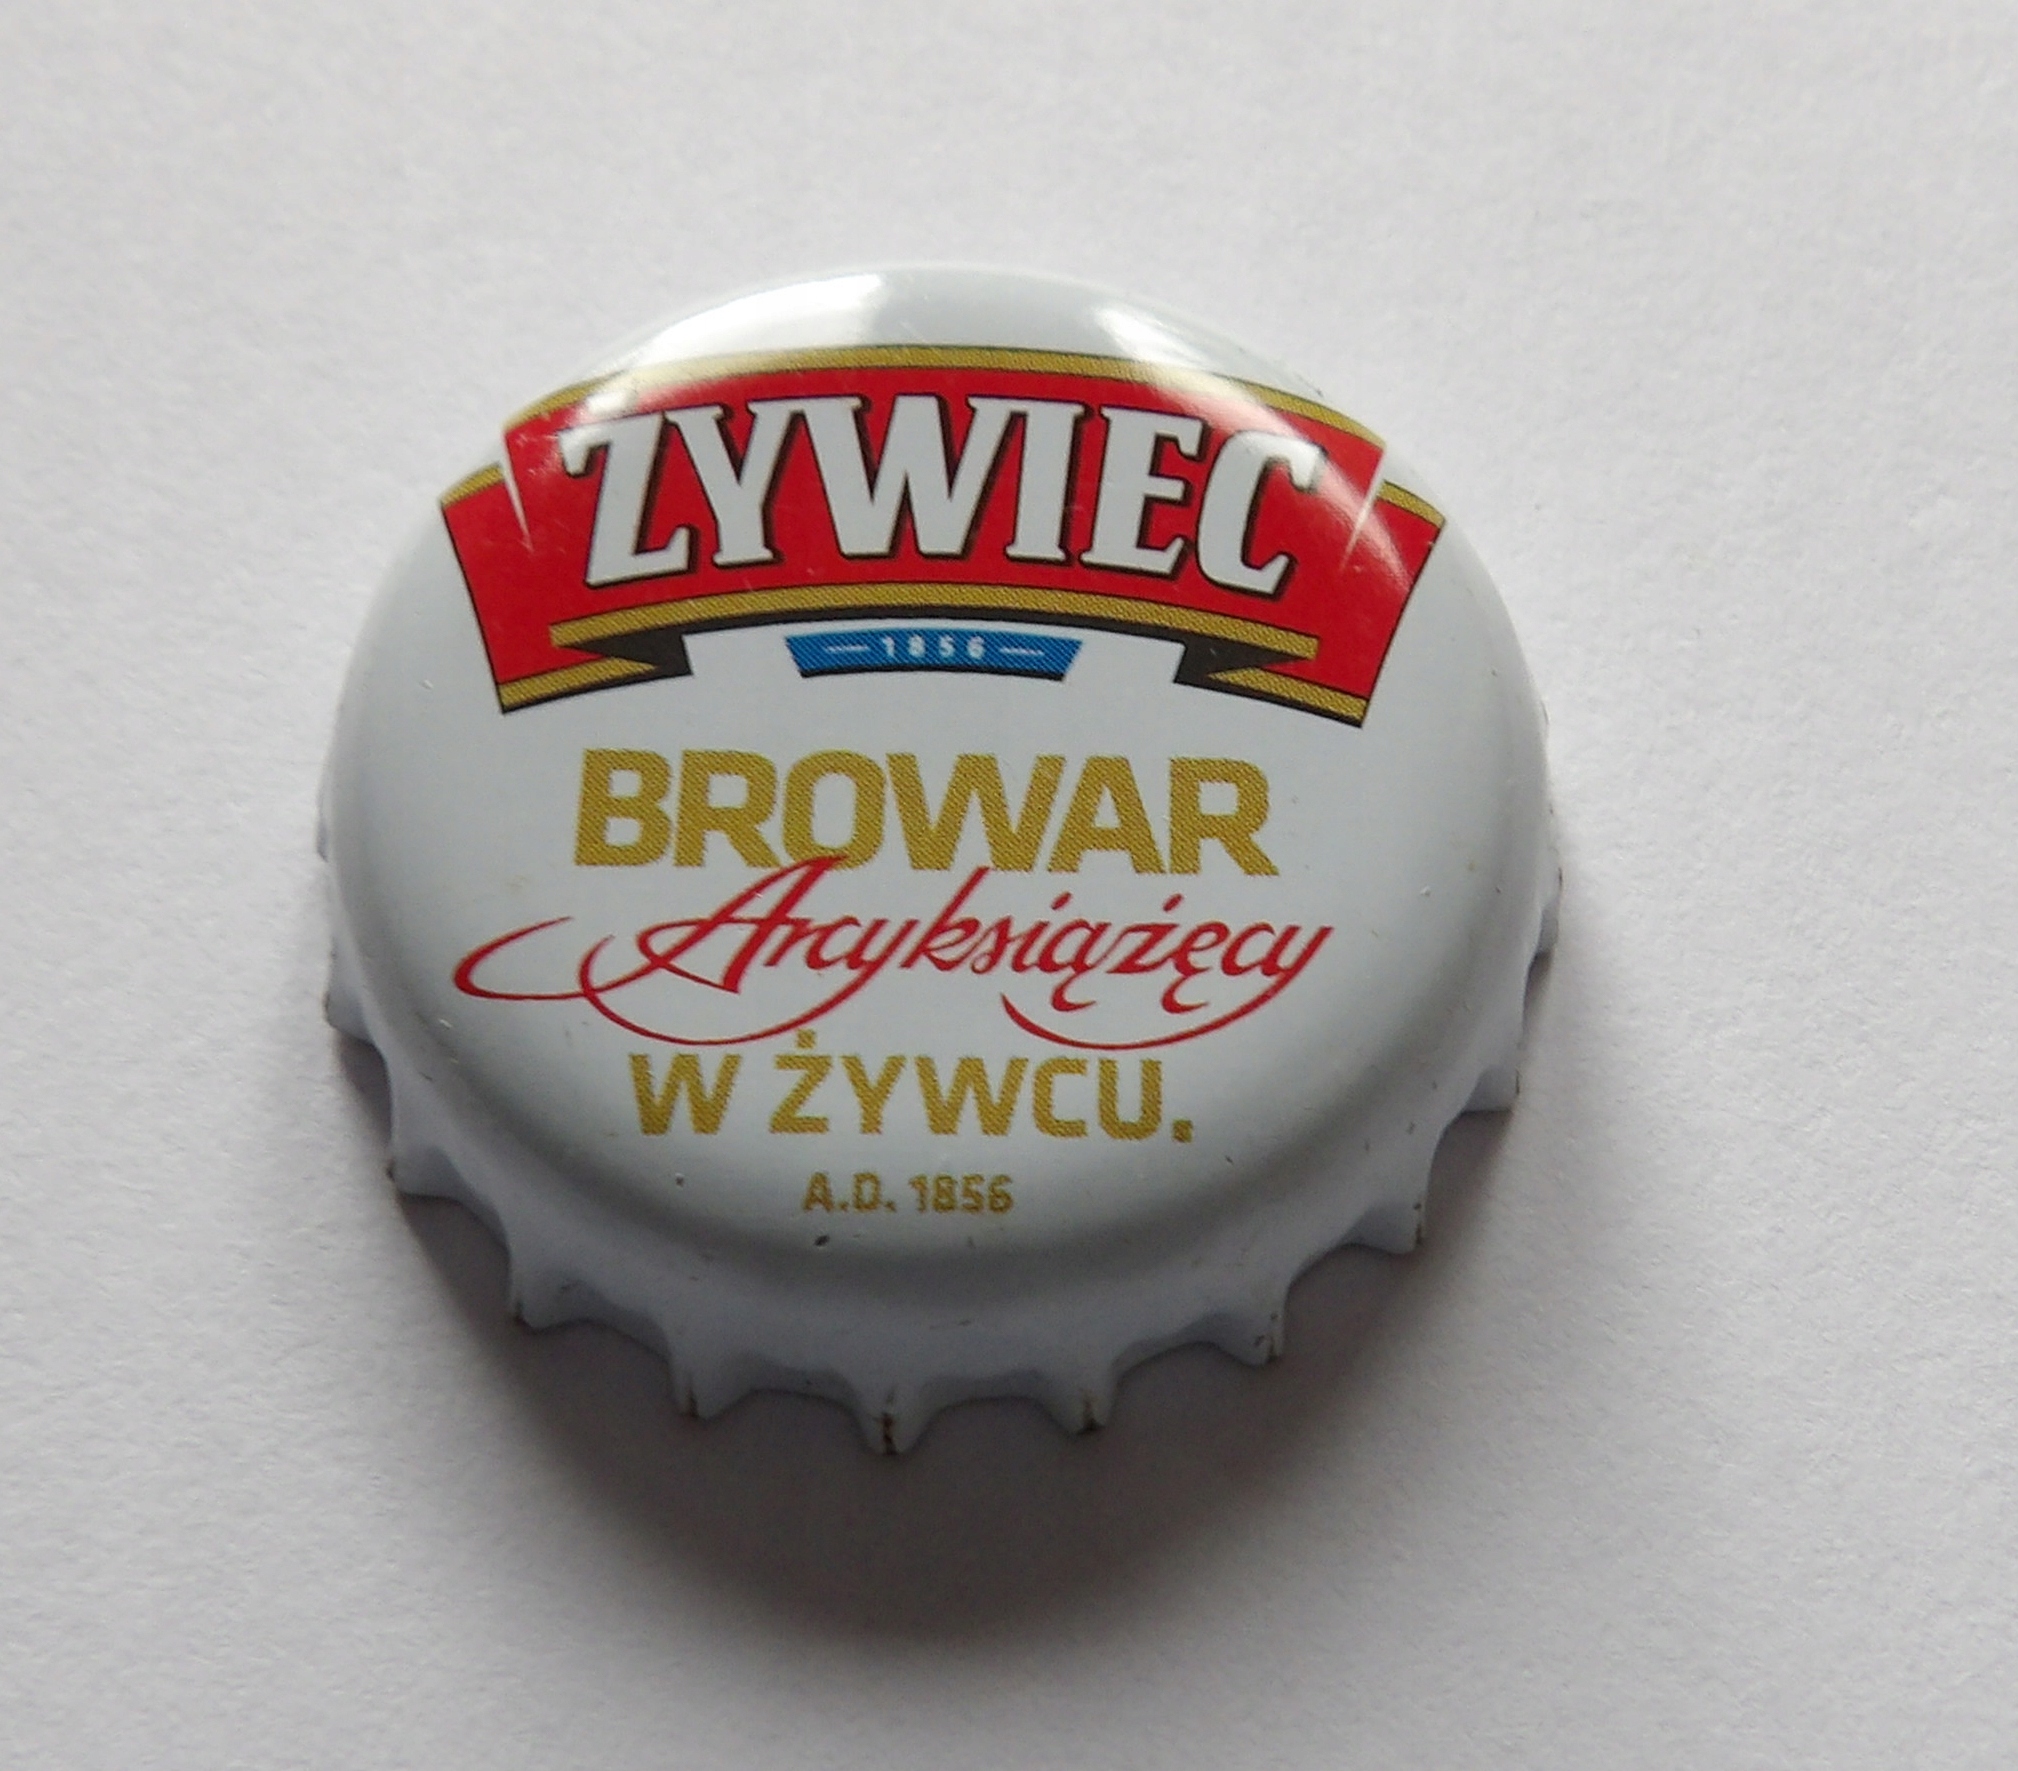 ŻYWIEC
— 1856 —
BROWAR
Arcyksiążęcy
W ŻYWCU.
A.D. 1856